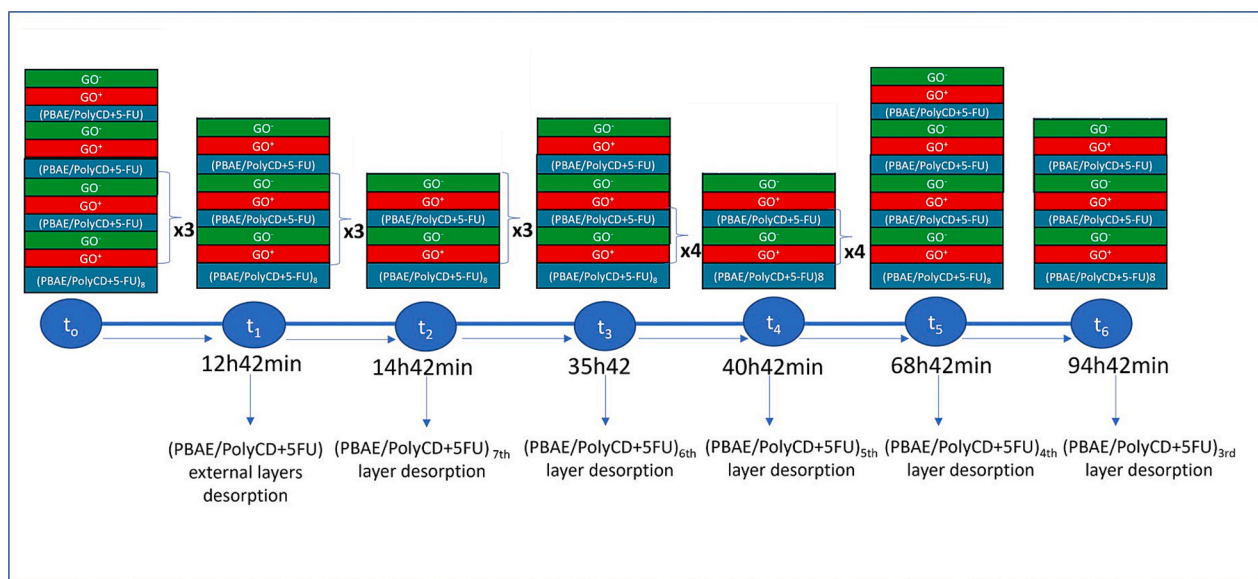 GO⁻
GO⁺
(PBAE/PolyCD+5-FU)
GO⁻
GO⁺
(PBAE/PolyCD+5-FU)
GO⁻
GO⁺
(PBAE/PolyCD+5-FU)
GO⁻
GO⁺
(PBAE/PolyCD+5-FU)₈
x3
GO⁻
GO⁺
(PBAE/PolyCD+5-FU)
GO⁻
GO⁺
(PBAE/PolyCD+5-FU)
GO⁻
GO⁺
(PBAE/PolyCD+5-FU)₈
x3
GO⁻
GO⁺
(PBAE/PolyCD+5-FU)
GO⁻
GO⁺
(PBAE/PolyCD+5-FU)₈
x3
GO⁻
GO⁺
(PBAE/PolyCD+5-FU)
GO⁻
GO⁺
(PBAE/PolyCD+5-FU)
GO⁻
GO⁺
(PBAE/PolyCD+5-FU)₈
x4
GO⁻
GO⁺
(PBAE/PolyCD+5-FU)
GO⁻
GO⁺
(PBAE/PolyCD+5-FU)8
x4
GO⁻
GO⁺
(PBAE/PolyCD+5-FU)
GO⁻
GO⁺
(PBAE/PolyCD+5-FU)
GO⁻
GO⁺
(PBAE/PolyCD+5-FU)
GO⁻
GO⁺
(PBAE/PolyCD+5-FU)₈
GO⁻
GO⁺
(PBAE/PolyCD+5-FU)
GO⁻
GO⁺
(PBAE/PolyCD+5-FU)
GO⁻
GO⁺
(PBAE/PolyCD+5-FU)8
tₒ
t₁
t₂
t₃
t₄
t₅
t₆
12h42min
14h42min
35h42
40h42min
68h42min
94h42min
(PBAE/PolyCD+5FU)
external layers
desorption
(PBAE/PolyCD+5FU) 7th
layer desorption
(PBAE/PolyCD+5FU)6th
layer desorption
(PBAE/PolyCD+5FU)5th
layer desorption
(PBAE/PolyCD+5FU)4th
layer desorption
(PBAE/PolyCD+5FU)3rd
layer desorption